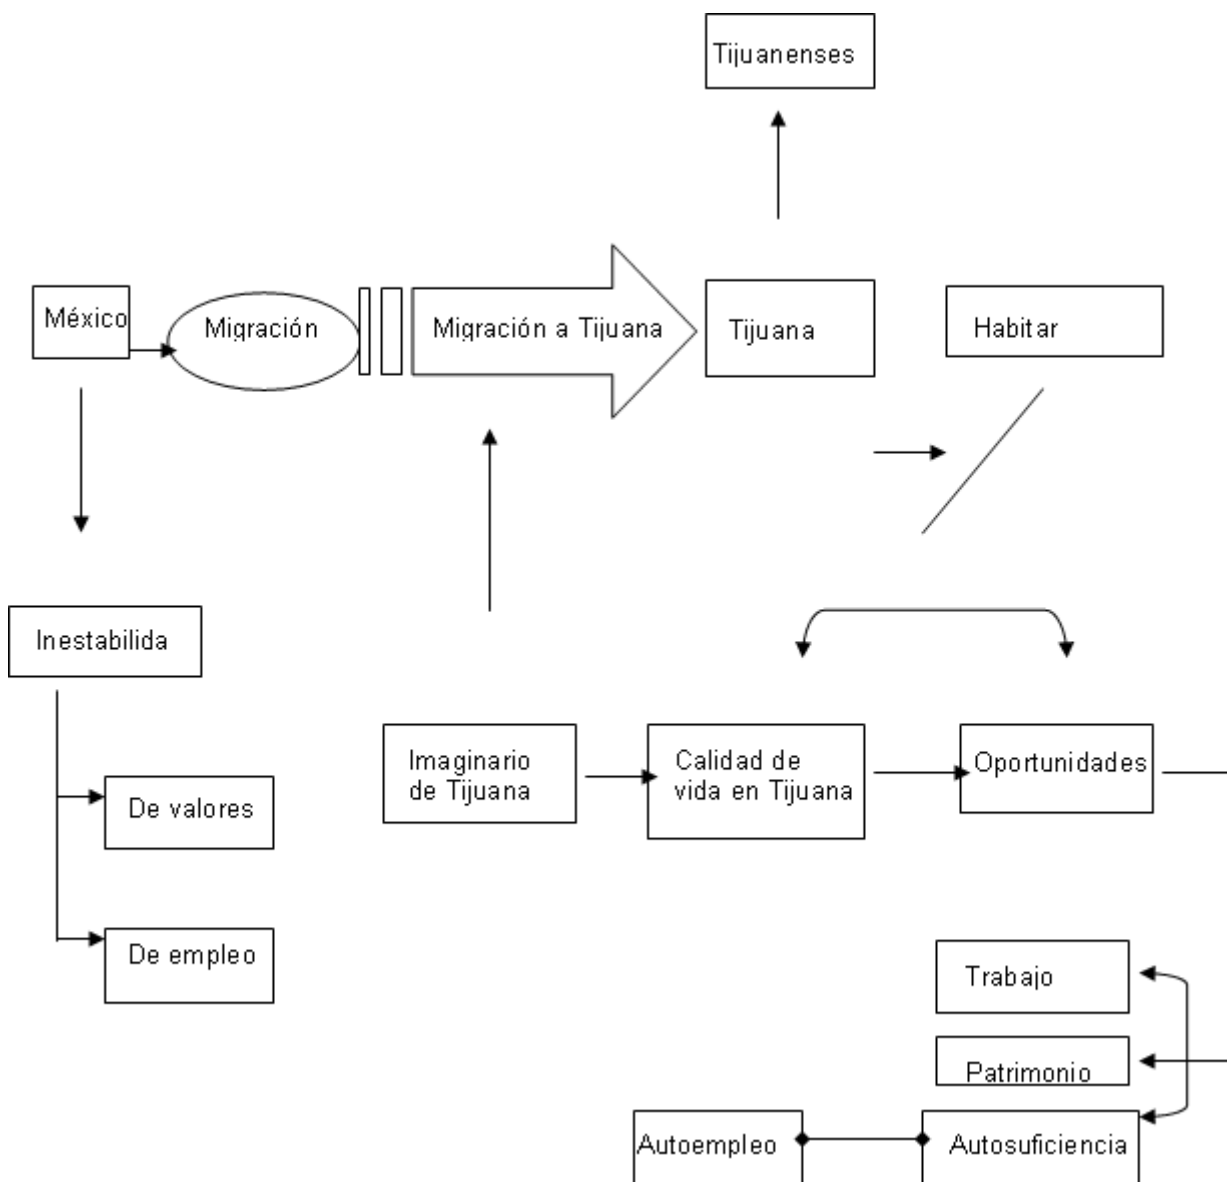 Tijuanenses
México
Migración
Migración a Tijuana
Tijuana
Habitar
Inestabilida
Imaginario
de Tijuana
Calidad de
vida en Tijuana
Oportunidades
De valores
De empleo
Trabajo
Patrimonio
Autoempleo
Autosuficiencia